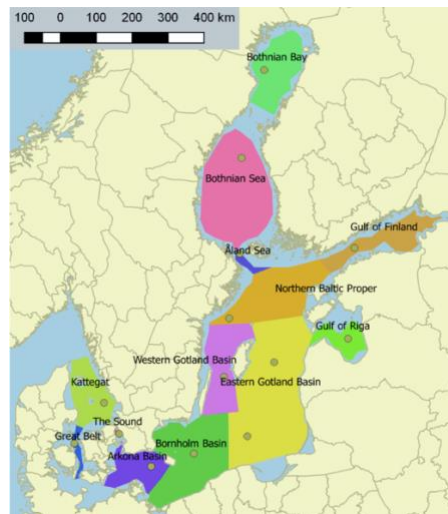 100 0 100 200 300 400 km
Bothnian Bay
Bothnian Sea
Gulf of Finland
Åland Sea
Northern Baltic Proper
Gulf of Riga
Western Gotland Basin
Eastern Gotland Basin
Kattegat
The Sound
Great Belt
Bornholm Basin
Arkona Basin